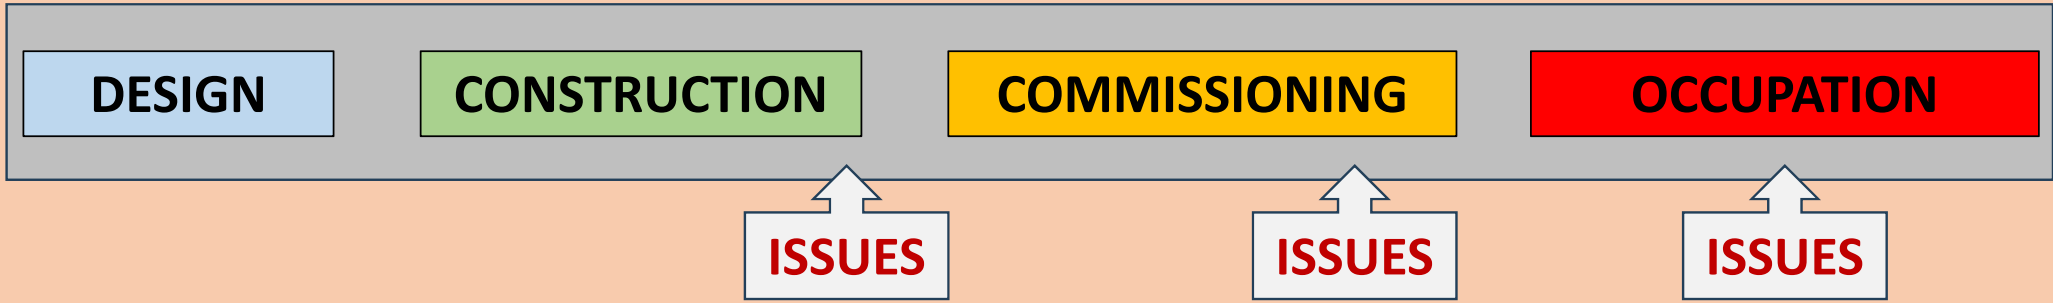 DESIGN CONSTRUCTION COMMISSIONING OCCUPATION
ISSUES ISSUES ISSUES